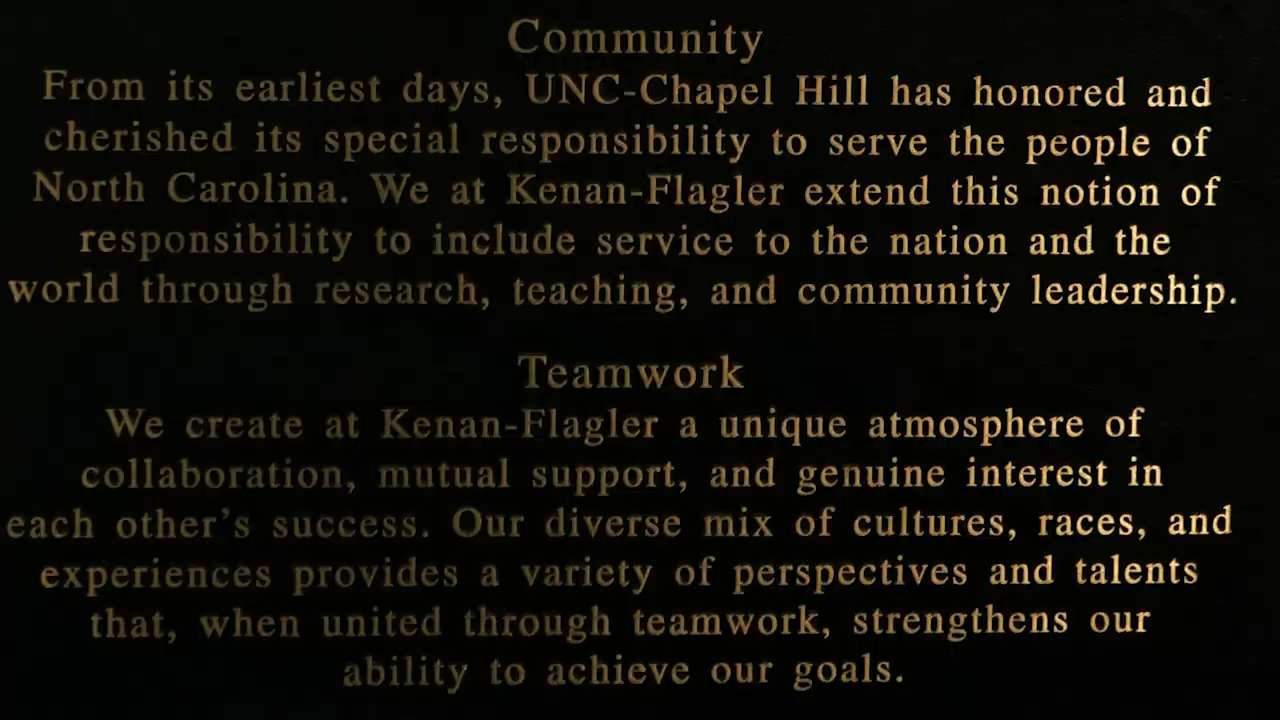 Community
From its earliest days, UNC-Chapel Hill has honored and
cherished its special responsibility to serve the people of
North Carolina. We at Kenan-Flagler extend this notion of
responsibility to include service to the nation and the
world through research, teaching, and community leadership.
Teamwork
We create at Kenan-Flagler a unique atmosphere of
collaboration, mutual support, and genuine interest in
each other’s success. Our diverse mix of cultures, races, and
experiences provides a variety of perspectives and talents
that, when united through teamwork, strengthens our
ability to achieve our goals.